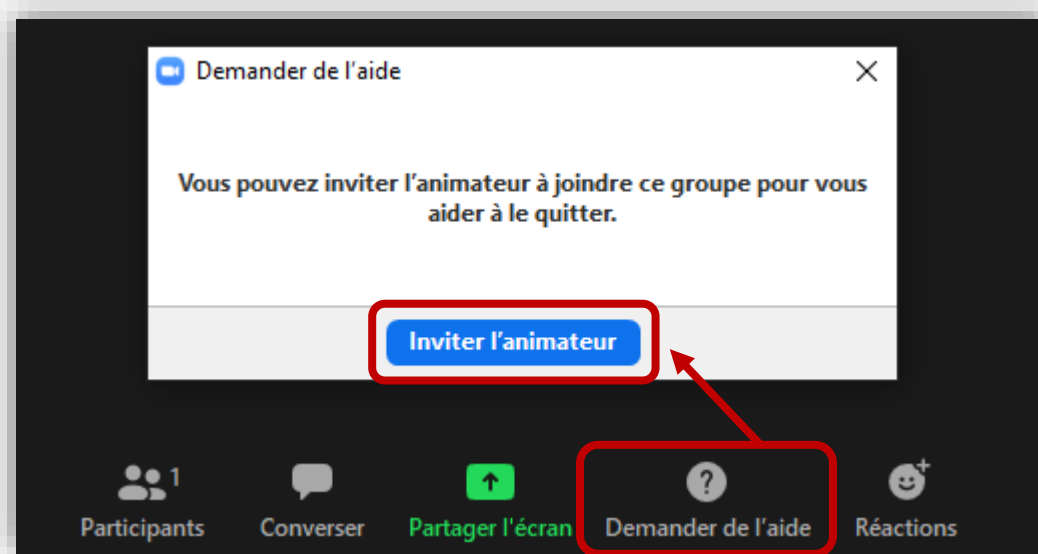 Demander de l'aide
Vous pouvez inviter l'animateur à joindre ce groupe pour vous
aider à le quitter.
Inviter l'animateur
1
Participants
Converser
Partager l'écran
Demander de l'aide
Réactions